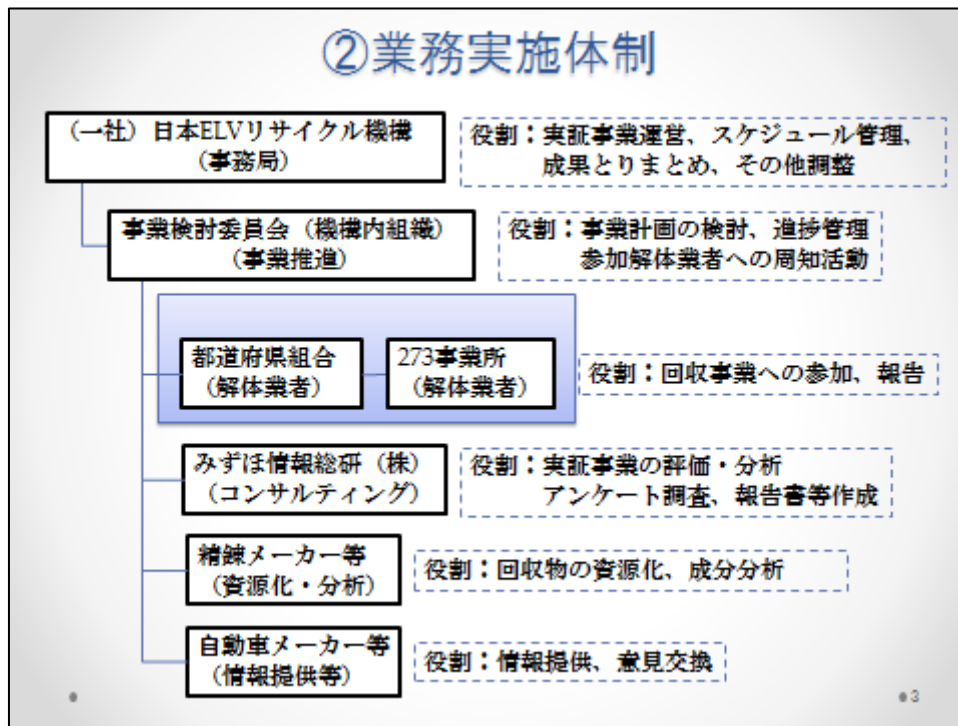 ②業務実施体制
(一社)日本ELVリサイクル機構
(事務局)
役割：実証事業運営、スケジュール管理、
成果とりまとめ、その他調整
事業検討委員会（機構内組織）
(事業推進)
役割：事業計画の検討、進捗管理
参加解体業者への周知活動
都道府県組合
(解体業者)
273事業所
(解体業者)
役割：回収事業への参加、報告
みずほ情報総研（株）
(コンサルティング)
役割：実証事業の評価・分析
アンケート調査、報告書等作成
精錬メーカー等
(資源化・分析)
役割：回収物の資源化、成分分析
自動車メーカー等
(情報提供等)
役割：情報提供、意見交換
3